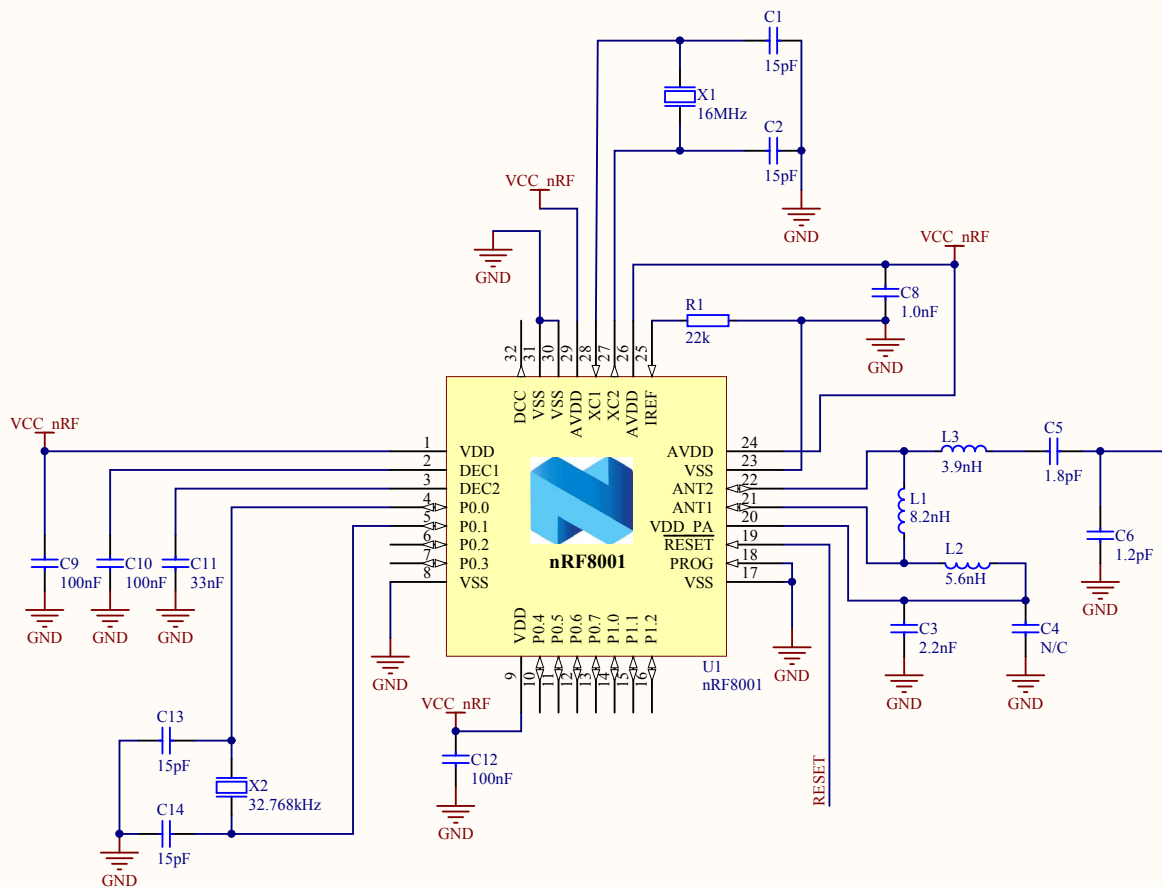 C1
15pF
X1
16MHz
C2
15pF
GND
VCC_nRF
GND
VCC_nRF
C8
1.0nF
GND
R1
22k
32
31
30
29
28
27
26
25
DCC
VSS
VSS
AVDD
XC1
XC2
AVDD
IREF
VCC_nRF
1
2
3
4
5
6
7
8
VDD
DEC1
DEC2
P0.0
P0.1
P0.2
P0.3
VSS
nRF8001
AVDD
VSS
ANT2
ANT1
VDD_PA
RESET
PROG
VSS
24
23
22
21
20
19
18
17
VDD
P0.4
P0.5
P0.6
P0.7
P1.0
P1.1
P1.2
9
10
11
12
13
14
15
16
U1
nRF8001
C9
100nF
GND
C10
100nF
GND
C11
33nF
GND
GND
L3
3.9nH
C5
1.8pF
L1
8.2nH
L2
5.6nH
C6
1.2pF
GND
C3
2.2nF
GND
C4
N/C
GND
GND
RESET
VCC_nRF
C12
100nF
GND
C13
15pF
X2
32.768kHz
C14
15pF
GND